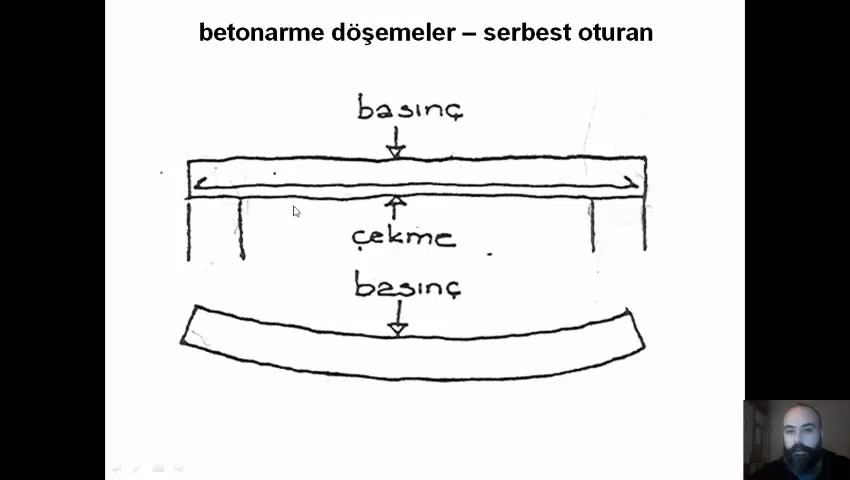 betonarme döşemeler – serbest oturan
basınç
çekme
basınç